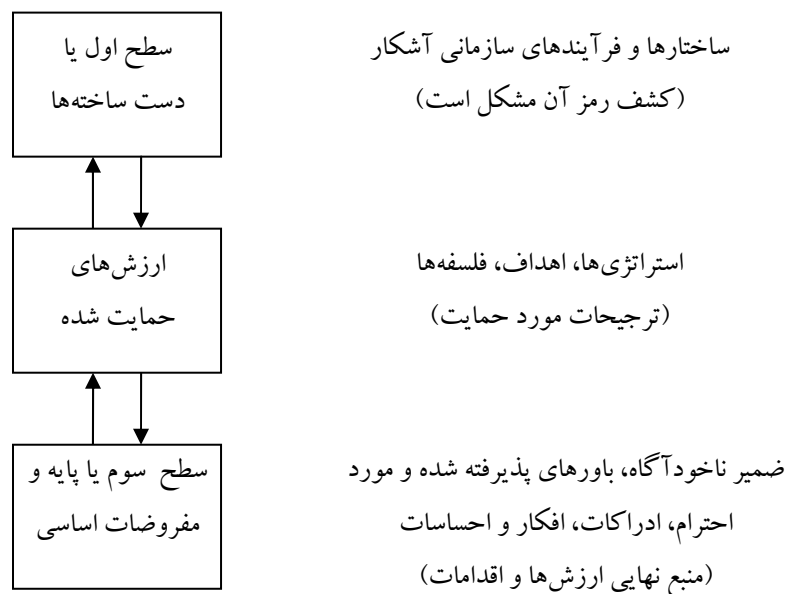 سطح اول یا
دست ساخته‌ها
ساختارها و فرآیندهای سازمانی آشکار
(کشف رمز آن مشکل است)
ارزش‌های
حمایت شده
استراتژی‌ها، اهداف، فلسفه‌ها
(ترجیحات مورد حمایت)
سطح سوم یا پایه و
مفروضات اساسی
ضمیر ناخودآگاه، باورهای پذیرفته شده و مورد
احترام، ادراکات، افکار و احساسات
(منبع نهایی ارزش‌ها و اقدامات)